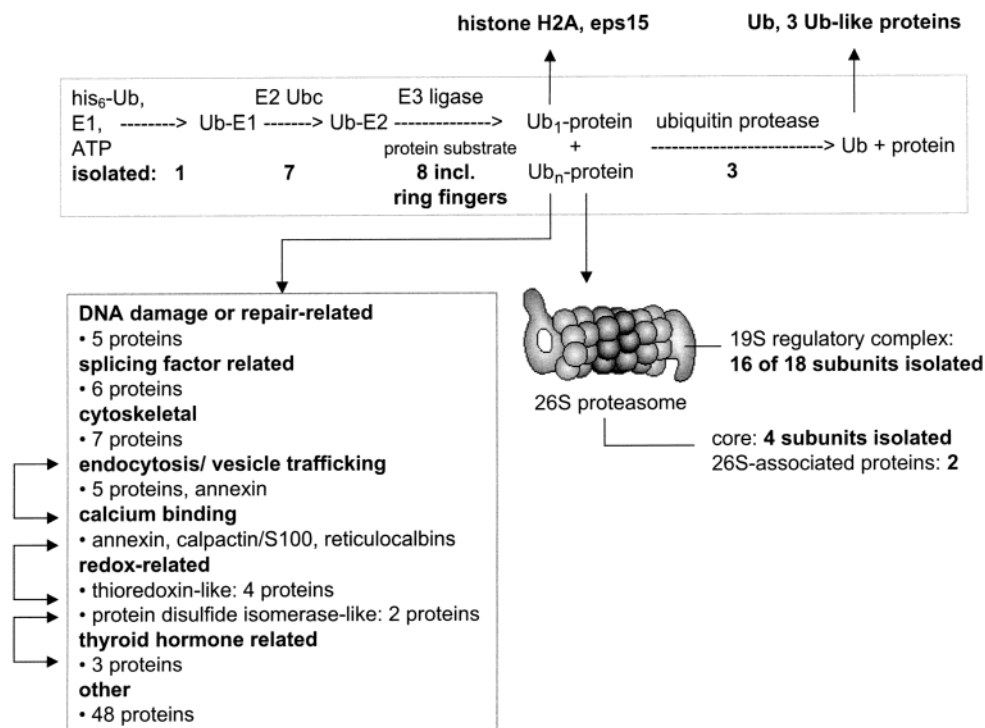 histone H2A, eps15
Ub, 3 Ub-like proteins
his6-Ub,
E1, --------> Ub-E1 -------> Ub-E2 --------------> Ub1-protein
ATP
E2 Ubc
E3 ligase
protein substrate
+
Ubn-protein
ubiquitin protease
-----------------------> Ub + protein
isolated: 1
7
8 incl.
ring fingers
3
DNA damage or repair-related
• 5 proteins
splicing factor related
• 6 proteins
cytoskeletal
• 7 proteins
endocytosis/ vesicle trafficking
• 5 proteins, annexin
calcium binding
• annexin, calpactin/S100, reticulocalbins
redox-related
• thioredoxin-like: 4 proteins
• protein disulfide isomerase-like: 2 proteins
thyroid hormone related
• 3 proteins
other
• 48 proteins
19S regulatory complex:
16 of 18 subunits isolated
26S proteasome
core: 4 subunits isolated
26S-associated proteins: 2